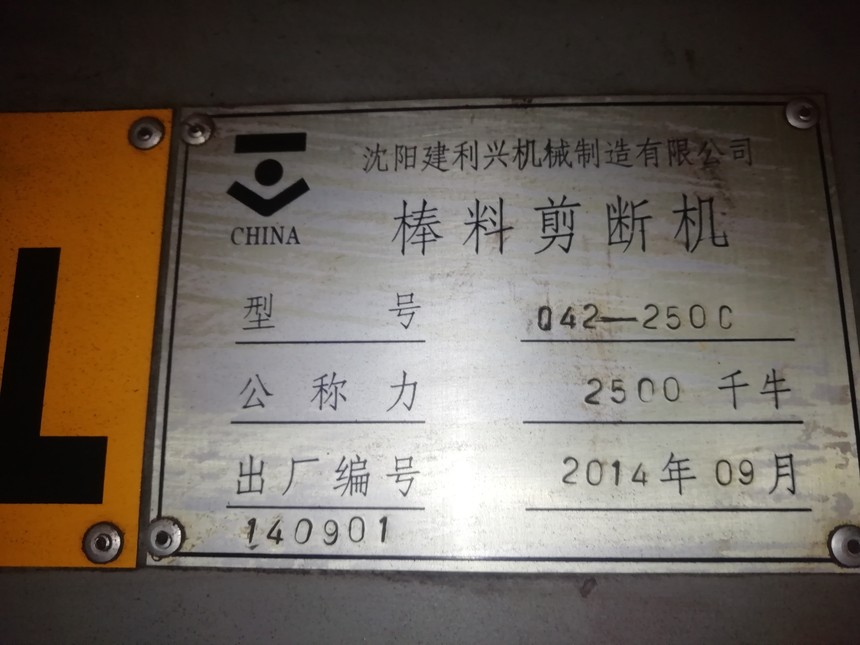 沈阳建利兴机械制造有限公司
CHINA
棒料剪断机
型号 Q42—250C
公称力 2500 千牛
出厂编号 2014年09月
140901
L